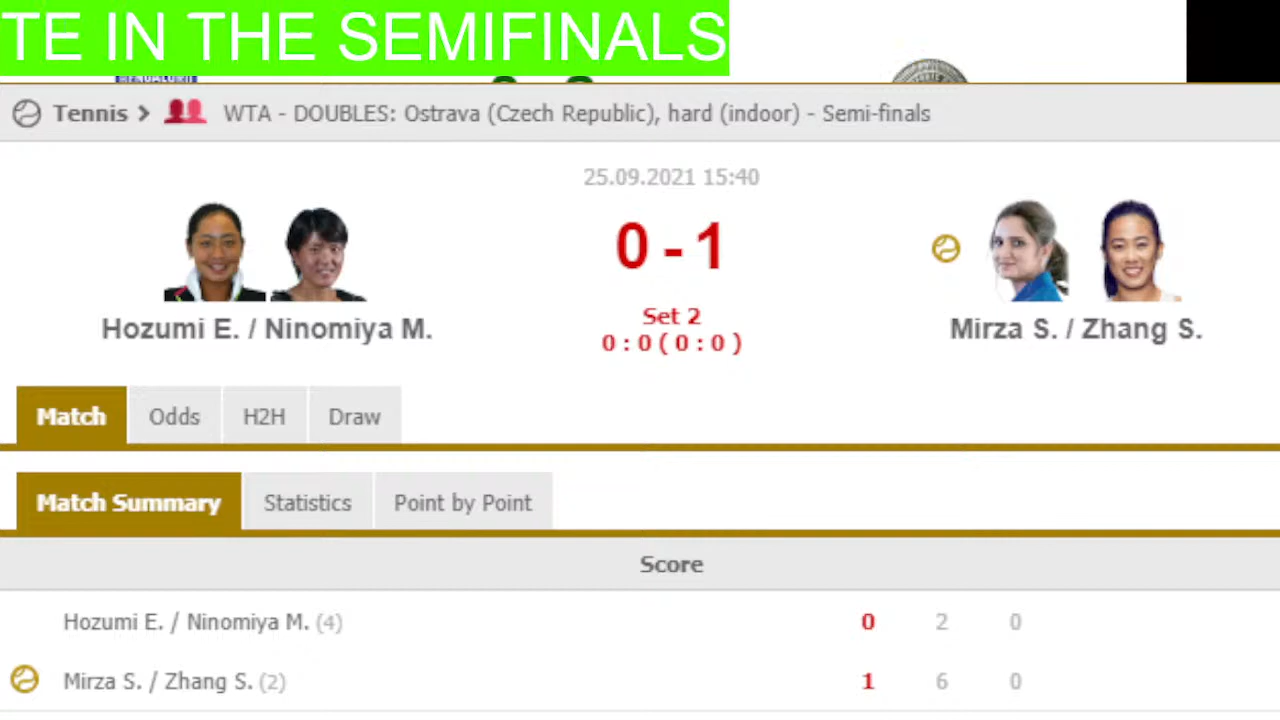 TE IN THE SEMIFINALS
Tennis > WTA - DOUBLES: Ostrava (Czech Republic), hard (indoor) - Semi-finals
25.09.2021 15:40
0 - 1
Set 2
0 : 0 ( 0 : 0 )
Hozumi E. / Ninomiya M.
Mirza S. / Zhang S.
Match Odds H2H Draw
Match Summary Statistics Point by Point
Score
Hozumi E. / Ninomiya M. (4) 0 2 0
Mirza S. / Zhang S. (2) 1 6 0